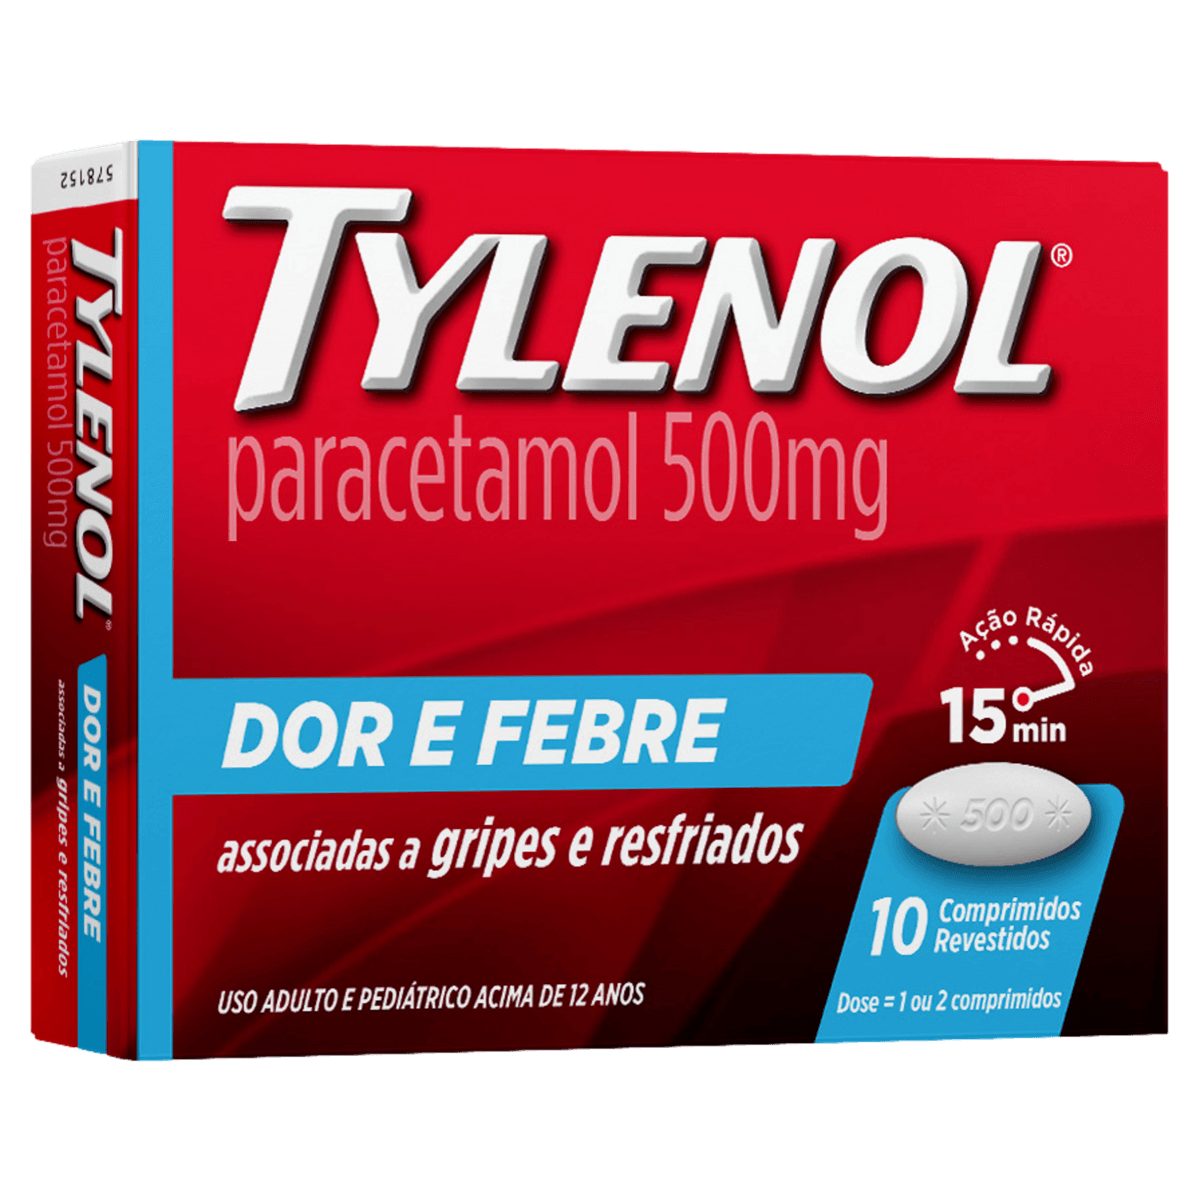 TYLENOL®
paracetamol 500mg
DOR E FEBRE
associadas a gripes e resfriados
USO ADULTO E PEDIÁTRICO ACIMA DE 12 ANOS
Ação Rápida
15 min
500
10 Comprimidos
Revestidos
Dose = 1 ou 2 comprimidos
578152
TYLENOL®
paracetamol 500mg
DOR E FEBRE
associadas a gripes e resfriados